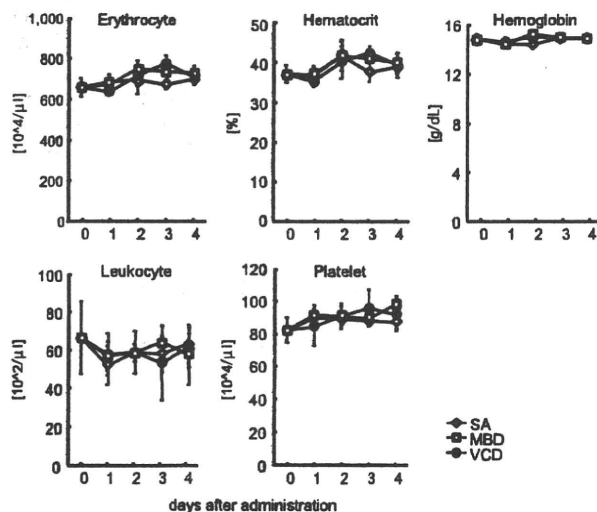 Erythrocyte
1,000
800
600
400
200
0
[10^4/µl]
0 1 2 3 4
Hematocrit
50
40
30
20
10
0
[%]
0 1 2 3 4
Hemoglobin
16
12
8
4
0
[g/dL]
0 1 2 3 4
Leukocyte
100
80
60
40
20
0
[10^2/µl]
0 1 2 3 4
Platelet
120
100
80
60
40
20
0
[10^4/µl]
0 1 2 3 4
SA
MBD
VCD
days after administration